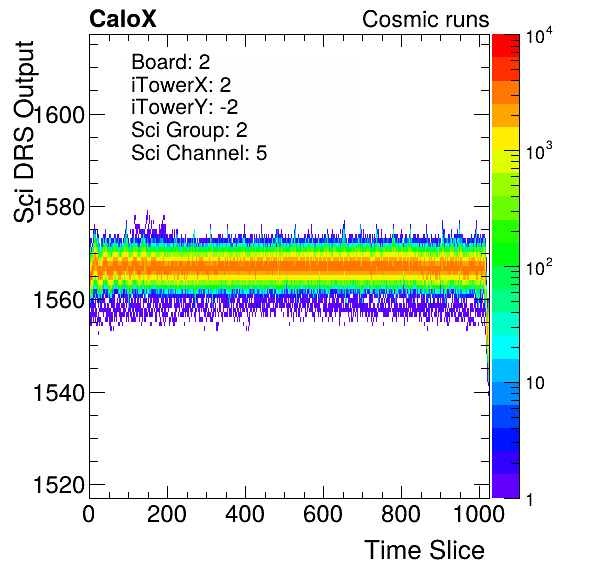 CaloX Cosmic runs
Board: 2
iTowerX: 2
iTowerY: -2
Sci Group: 2
Sci Channel: 5
Sci DRS Output
1600
1580
1560
1540
1520
0 200 400 600 800 1000
Time Slice
10^4
10^3
10^2
10
1